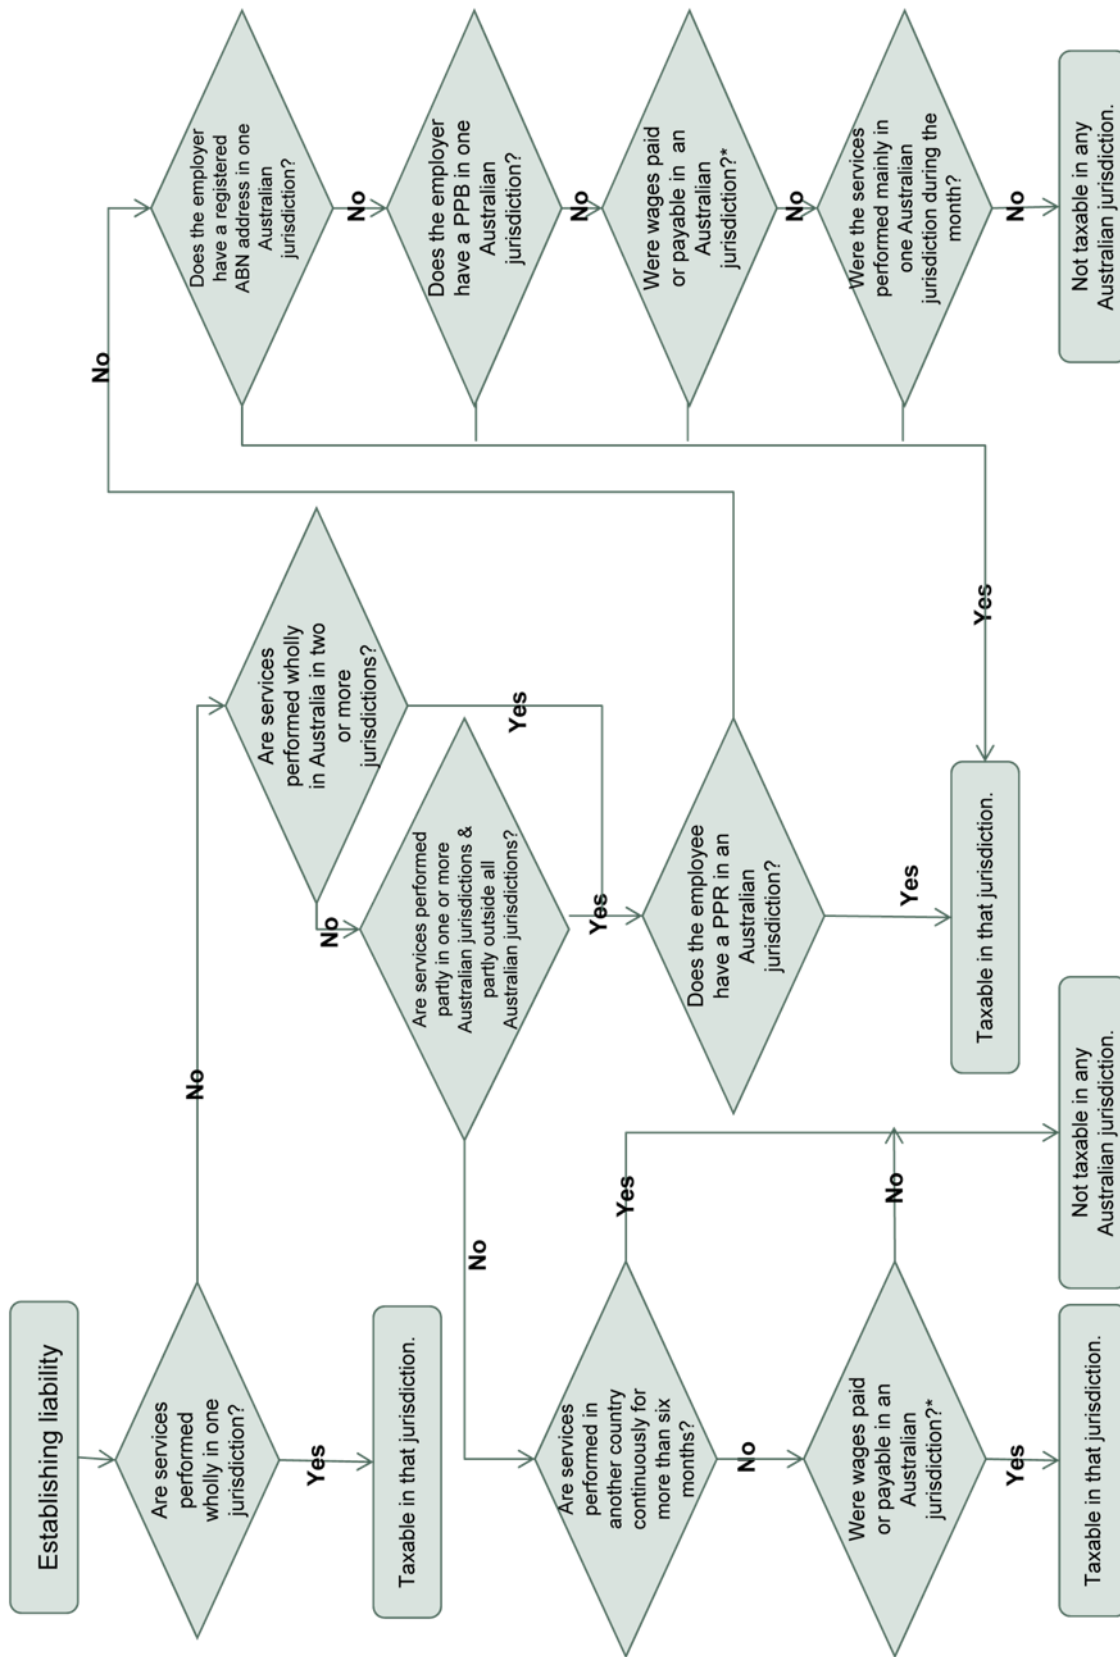 Establishing liability
Are services
performed
wholly in one
jurisdiction?
Yes
Taxable in that jurisdiction.
No
Are services
performed wholly
in Australia in two
or more
jurisdictions?
Yes
No
Are services performed
partly in one or more
Australian jurisdictions &
partly outside all
Australian jurisdictions?
Yes
No
Are services
performed in
another country
continuously for
more than six
months?
Yes
No
Were wages paid
or payable in an
Australian
jurisdiction?*
No
Yes
Taxable in that jurisdiction.
Not taxable in any
Australian jurisdiction.
Does the employee
have a PPR in an
Australian
jurisdiction?
Yes
Taxable in that jurisdiction.
No
Does the employer
have a registered
ABN address in one
Australian
jurisdiction?
No
Does the employer
have a PPB in one
Australian
jurisdiction?
No
Were wages paid
or payable in an
Australian
jurisdiction?*
No
Were the services
performed mainly in
one Australian
jurisdiction during the
month?
Yes
No
Not taxable in any
Australian jurisdiction.